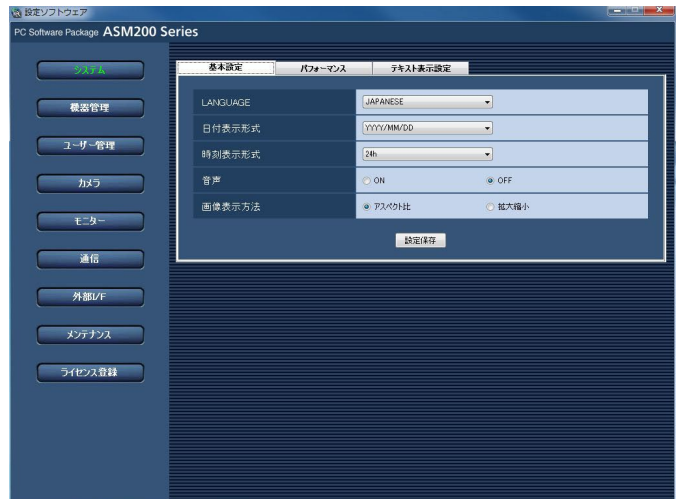 設定ソフトウェア
PC Software Package ASM200 Series
システム
機器管理
ユーザー管理
カメラ
モニター
通信
外部I/F
メンテナンス
ライセンス登録
基本設定 パフォーマンス テキスト表示設定
LANGUAGE JAPANESE
日付表示形式 YYYY/MM/DD
時刻表示形式 24h
音声 ON OFF
画像表示方法 アスペクト比 拡大縮小
設定保存